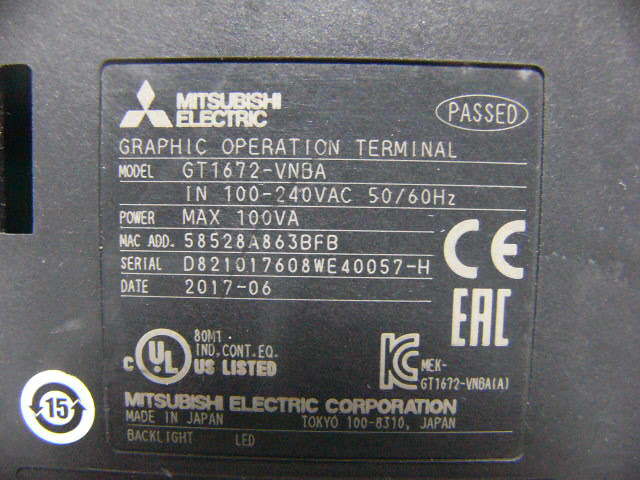 MITSUBISHI
ELECTRIC
PASSED
GRAPHIC OPERATION TERMINAL
MODEL GT1672-VNBA
IN 100-240VAC 50/60Hz
POWER MAX 100VA
MAC ADD. 58528A863BFB
SERIAL D821017608WE40057-H
DATE 2017-06
CE
EAC
C UL US LISTED
80M1
IND.CONT.EQ.
KC
MEK-
GT1672-VNBA(A)
15
MITSUBISHI ELECTRIC CORPORATION
MADE IN JAPAN TOKYO 100-8310, JAPAN
BACKLIGHT LED